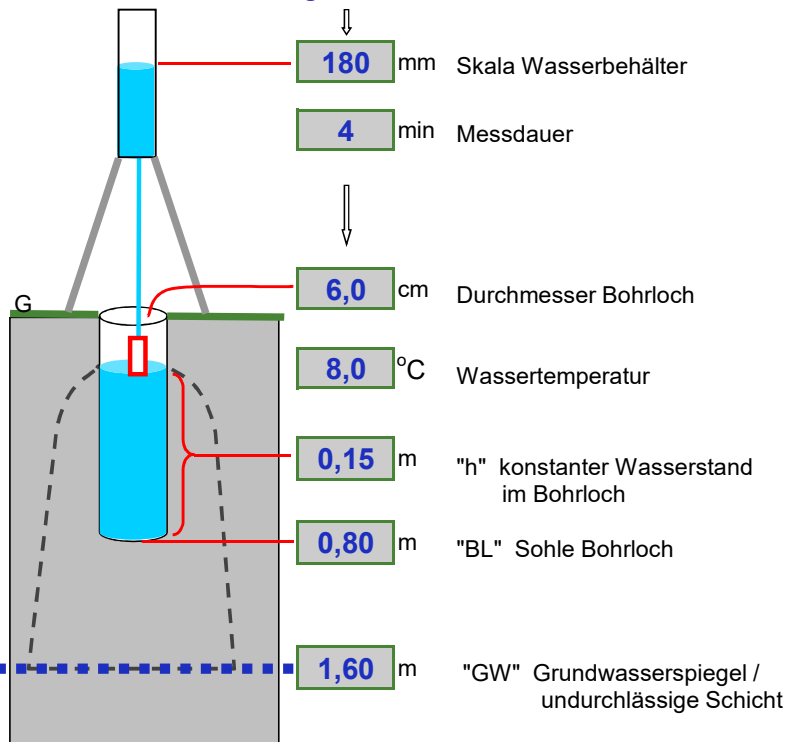 180 mm Skala Wasserbehälter
4 min Messdauer
6,0 cm Durchmesser Bohrloch
G
8,0 °C Wassertemperatur
0,15 m "h" konstanter Wasserstand
im Bohrloch
0,80 m "BL" Sohle Bohrloch
1,60 m "GW" Grundwasserspiegel /
undurchlässige Schicht